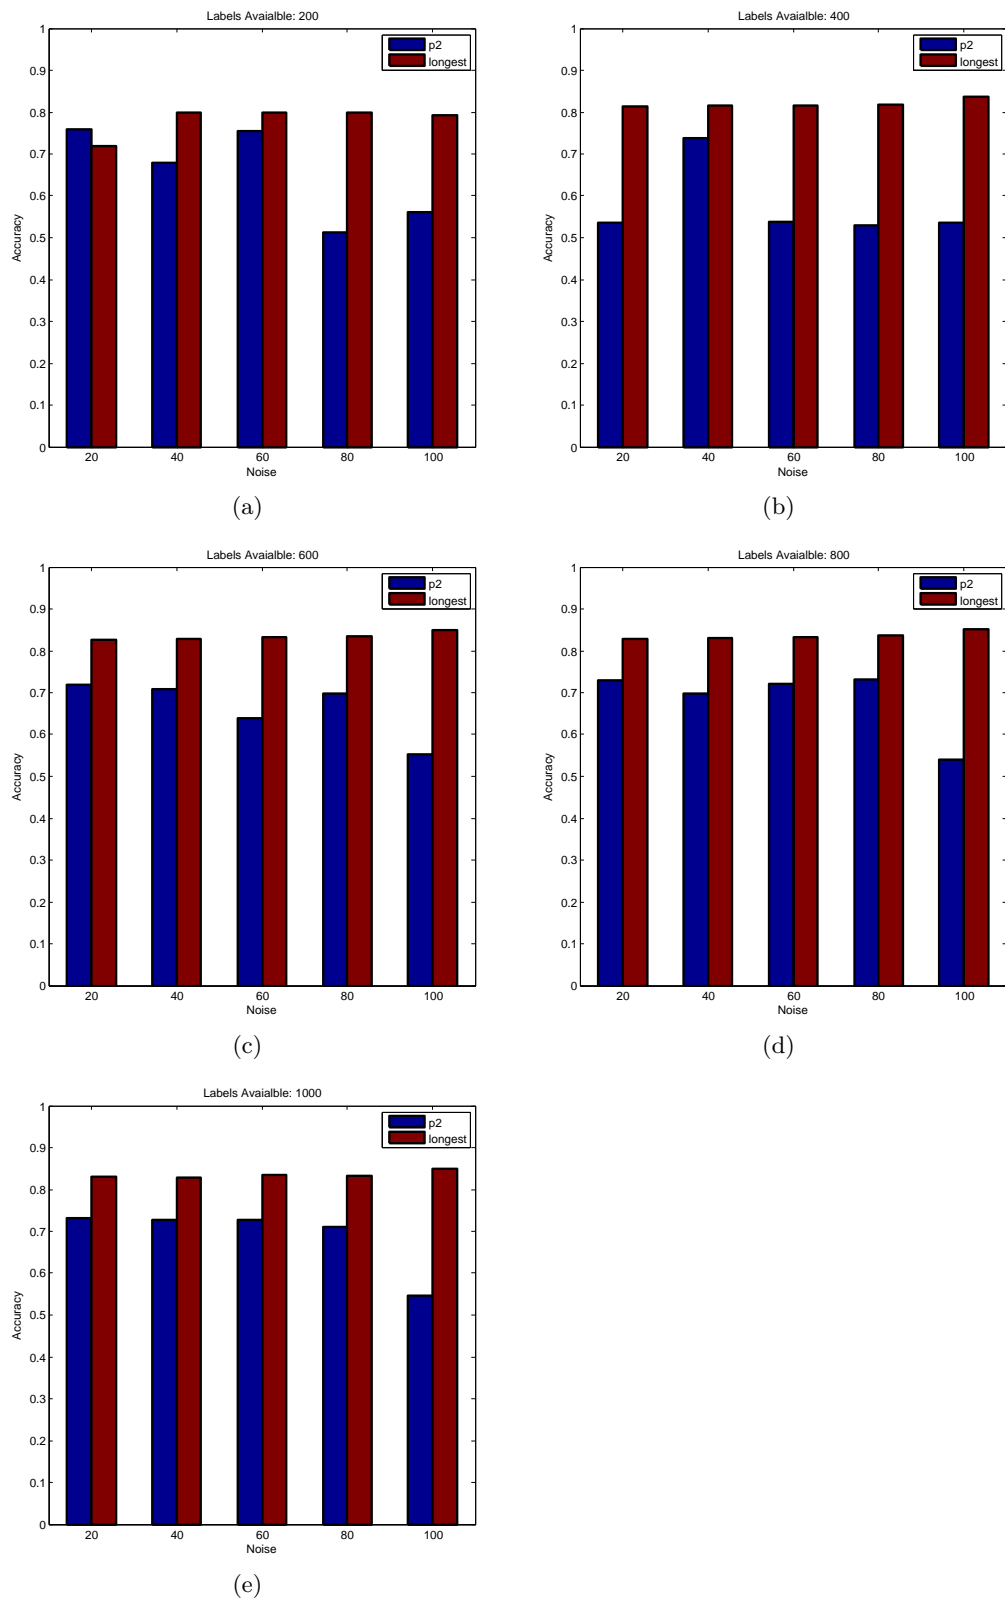 Labels Avaialble: 200
p2
longest
Accuracy
1
0.9
0.8
0.7
0.6
0.5
0.4
0.3
0.2
0.1
0
20 40 60 80 100
Noise
(a)
Labels Avaialble: 400
p2
longest
Accuracy
1
0.9
0.8
0.7
0.6
0.5
0.4
0.3
0.2
0.1
0
20 40 60 80 100
Noise
(b)
Labels Avaialble: 600
p2
longest
Accuracy
1
0.9
0.8
0.7
0.6
0.5
0.4
0.3
0.2
0.1
0
20 40 60 80 100
Noise
(c)
Labels Avaialble: 800
p2
longest
Accuracy
1
0.9
0.8
0.7
0.6
0.5
0.4
0.3
0.2
0.1
0
20 40 60 80 100
Noise
(d)
Labels Avaialble: 1000
p2
longest
Accuracy
1
0.9
0.8
0.7
0.6
0.5
0.4
0.3
0.2
0.1
0
20 40 60 80 100
Noise
(e)